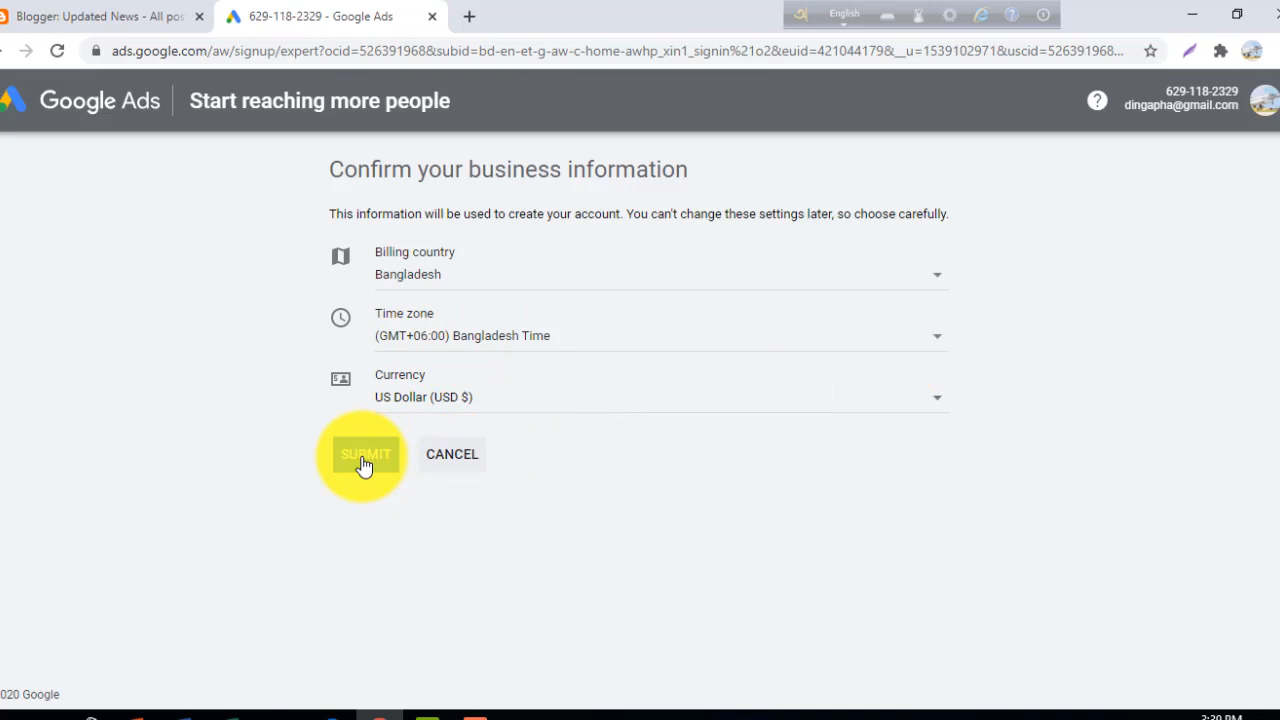 Blogger: Updated News - All pos
629-118-2329 - Google Ads
English
ads.google.com/aw/signup/expert?ocid=526391968&subid=bd-en-et-g-aw-c-home-awhp_xin1_signin%21o2&euid=421044179&__u=1539102971&uscid=526391968...
Google Ads
Start reaching more people
629-118-2329
dingapha@gmail.com
Confirm your business information
This information will be used to create your account. You can't change these settings later, so choose carefully.
Billing country
Bangladesh
Time zone
(GMT+06:00) Bangladesh Time
Currency
US Dollar (USD $)
SUBMIT
CANCEL
020 Google